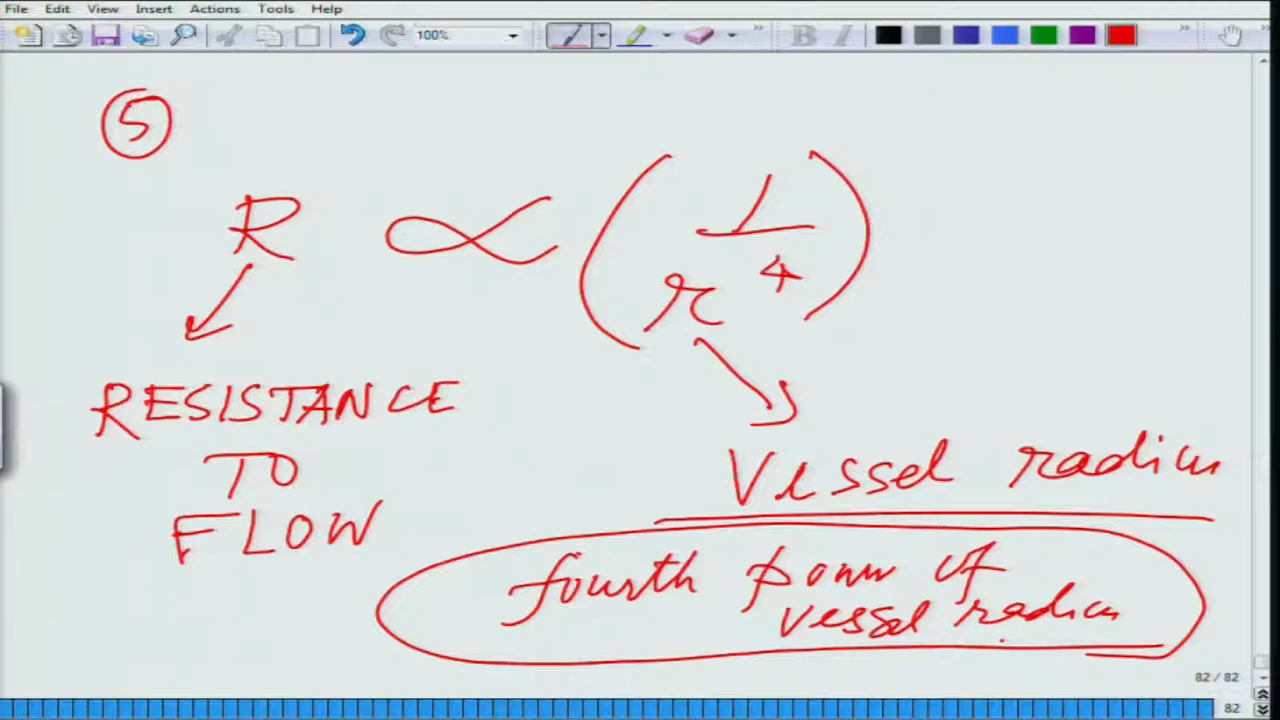 File Edit View Insert Actions Tools Help
100%
5
R ∝ (1/r^4)
RESISTANCE
TO
FLOW
Vessel radius
fourth power of
vessel radius
82 / 82
82